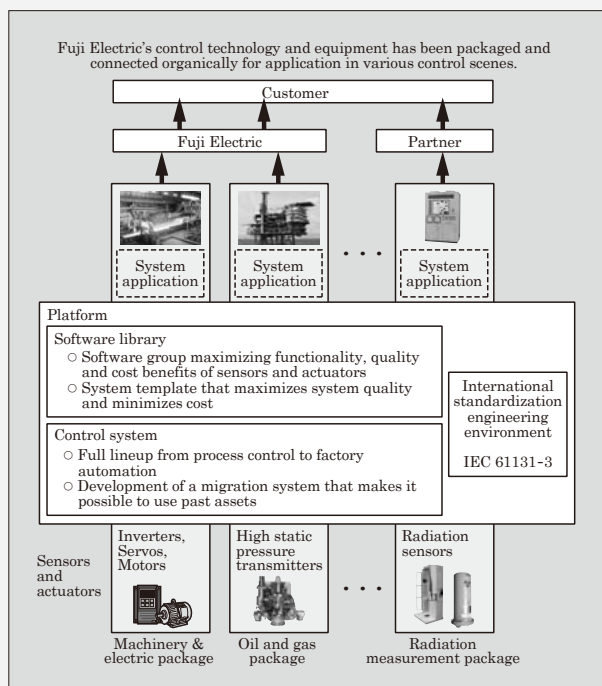 Fuji Electric's control technology and equipment has been packaged and
connected organically for application in various control scenes.
Customer
Fuji Electric
Partner
System
application
System
application
System
application
Platform
Software library
○ Software group maximizing functionality, quality
and cost benefits of sensors and actuators
○ System template that maximizes system quality
and minimizes cost
Control system
○ Full lineup from process control to factory
automation
○ Development of a migration system that makes it
possible to use past assets
International
standardization
engineering
environment
IEC 61131-3
Sensors and
actuators
Inverters,
Servos,
Motors
High static
pressure
transmitters
Radiation
sensors
Machinery &
electric package
Oil and gas
package
Radiation
measurement package